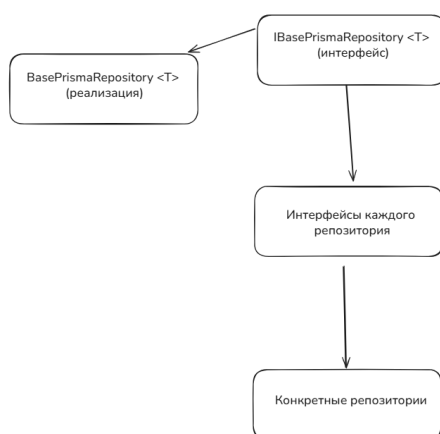 IBasePrismaRepository <T>
(интерфейс)
BasePrismaRepository <T>
(реализация)
Интерфейсы каждого
репозитория
Конкретные репозитории